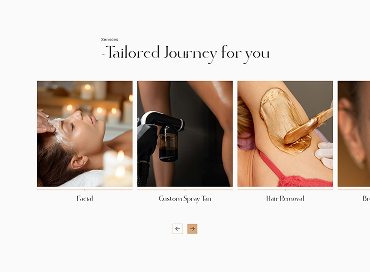 Services
-Tailored Journey for you
Facial
Custom Spray Tan
Hair Removal